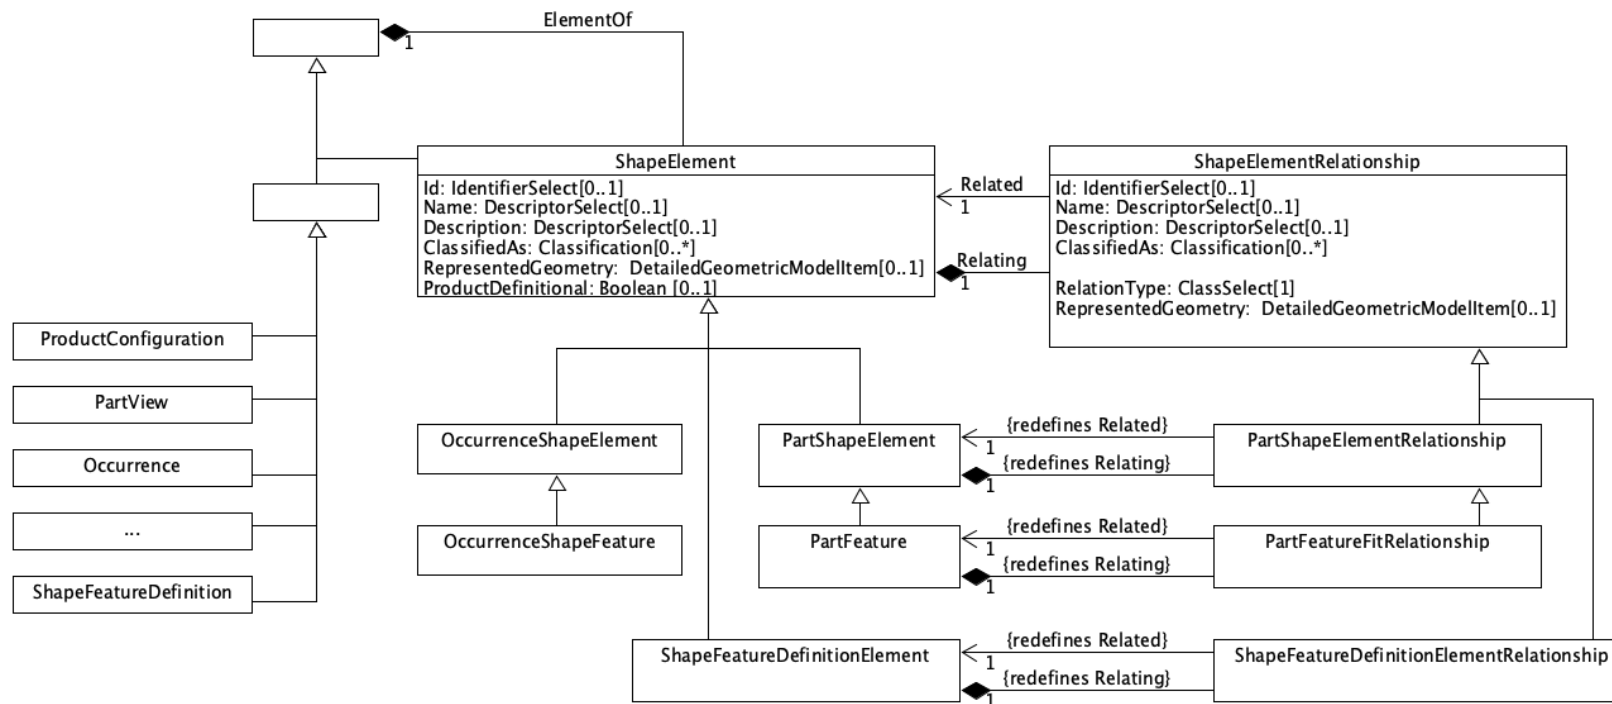 ElementOf
1
ShapeElement
Id: IdentifierSelect[0..1]
Name: DescriptorSelect[0..1]
Description: DescriptorSelect[0..1]
ClassifiedAs: Classification[0..*]
RepresentedGeometry:  DetailedGeometricModelItem[0..1]
ProductDefinitional: Boolean [0..1]
Related
1
Relating
1
ShapeElementRelationship
Id: IdentifierSelect[0..1]
Name: DescriptorSelect[0..1]
Description: DescriptorSelect[0..1]
ClassifiedAs: Classification[0..*]
RelationType: ClassSelect[1]
RepresentedGeometry:  DetailedGeometricModelItem[0..1]
ProductConfiguration
PartView
Occurrence
...
ShapeFeatureDefinition
OccurrenceShapeElement
OccurrenceShapeFeature
PartShapeElement
{redefines Related}
1
{redefines Relating}
1
PartShapeElementRelationship
PartFeature
{redefines Related}
1
{redefines Relating}
1
PartFeatureFitRelationship
ShapeFeatureDefinitionElement
{redefines Related}
1
{redefines Relating}
1
ShapeFeatureDefinitionElementRelationship